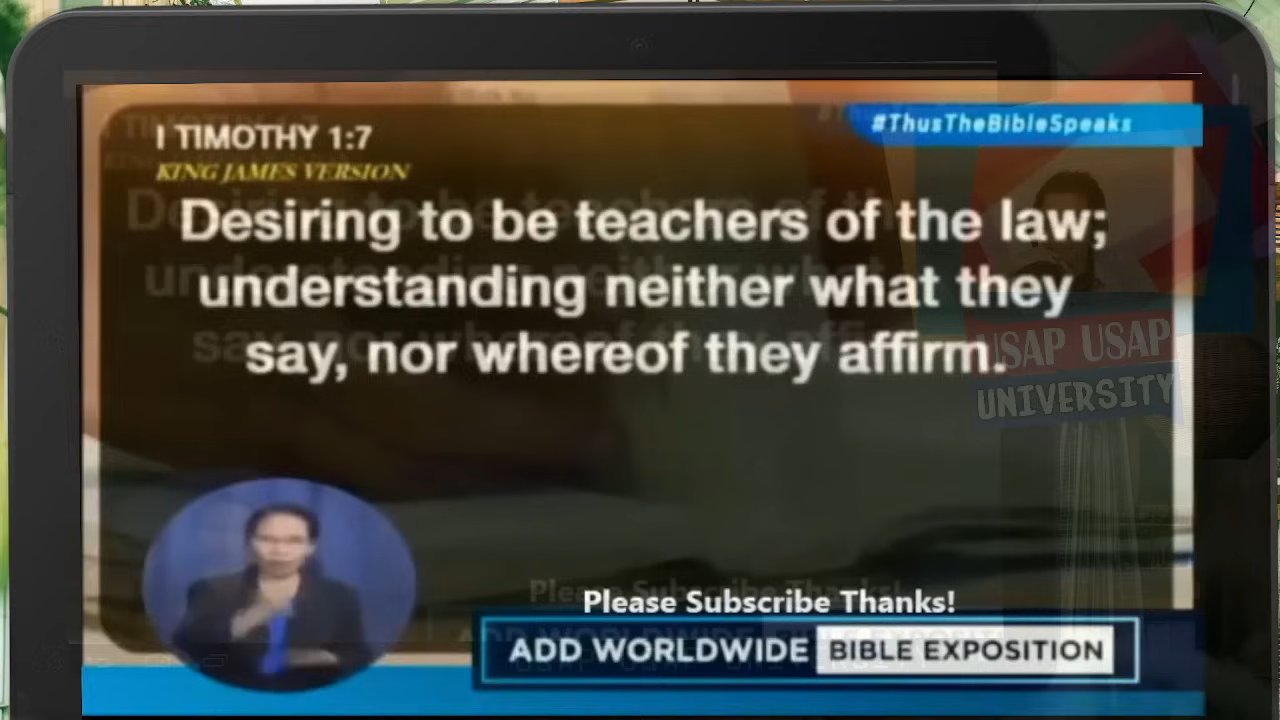 I TIMOTHY 1:7
#ThusTheBibleSpeaks
KING JAMES VERSION
Desiring to be teachers of the law;
understanding neither what they
say, nor whereof they affirm.
USAP USAP
UNIVERSITY
Please Subscribe Thanks!
ADD WORLDWIDE BIBLE EXPOSITION